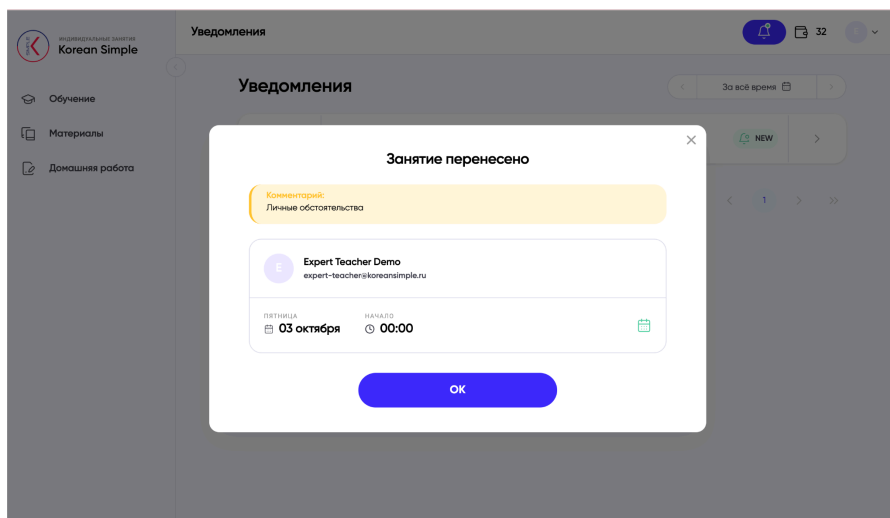 ИНДИВИДУАЛЬНЫЕ ЗАНЯТИЯ
Korean Simple
Уведомления
32
Обучение
Материалы
Домашняя работа
Уведомления
За всё время
NEW
1
Занятие перенесено
Комментарий:
Личные обстоятельства
E
Expert Teacher Demo
expert-teacher@koreansimple.ru
ПЯТНИЦА
03 октября
НАЧАЛО
00:00
ОК